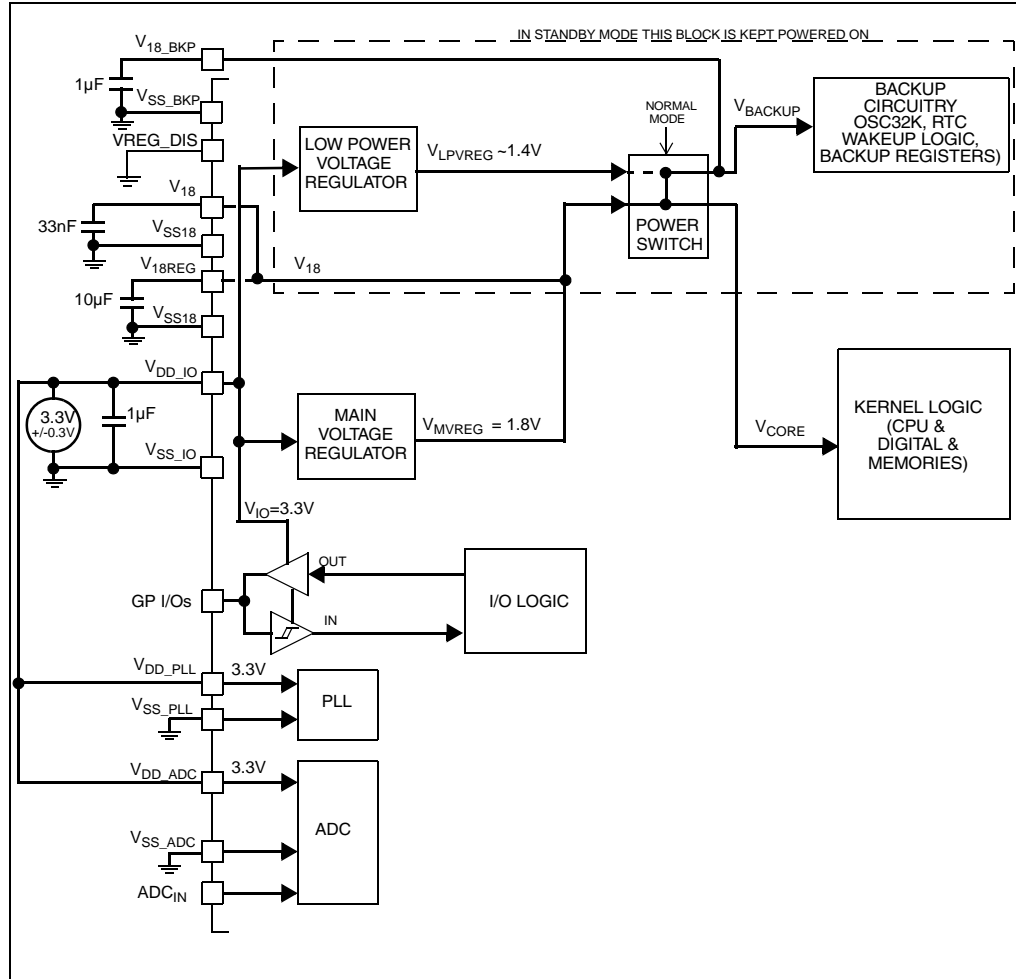 IN STANDBY MODE THIS BLOCK IS KEPT POWERED ON
V18_BKP
1µF
VSS_BKP
VREG_DIS
V18
33nF
VSS18
V18REG
10µF
VSS18
LOW POWER
VOLTAGE
REGULATOR
VLPVREG ~1.4V
NORMAL
MODE
POWER
SWITCH
VBACKUP
BACKUP
CIRCUITRY
OSC32K, RTC
WAKEUP LOGIC,
BACKUP REGISTERS)
V18
VDD_IO
3.3V
+/-0.3V
1µF
VSS_IO
MAIN
VOLTAGE
REGULATOR
VMVREG = 1.8V
VCORE
KERNEL LOGIC
(CPU &
DIGITAL &
MEMORIES)
VIO=3.3V
OUT
GP I/Os
IN
I/O LOGIC
VDD_PLL
3.3V
VSS_PLL
PLL
VDD_ADC
3.3V
VSS_ADC
ADC
ADCIN